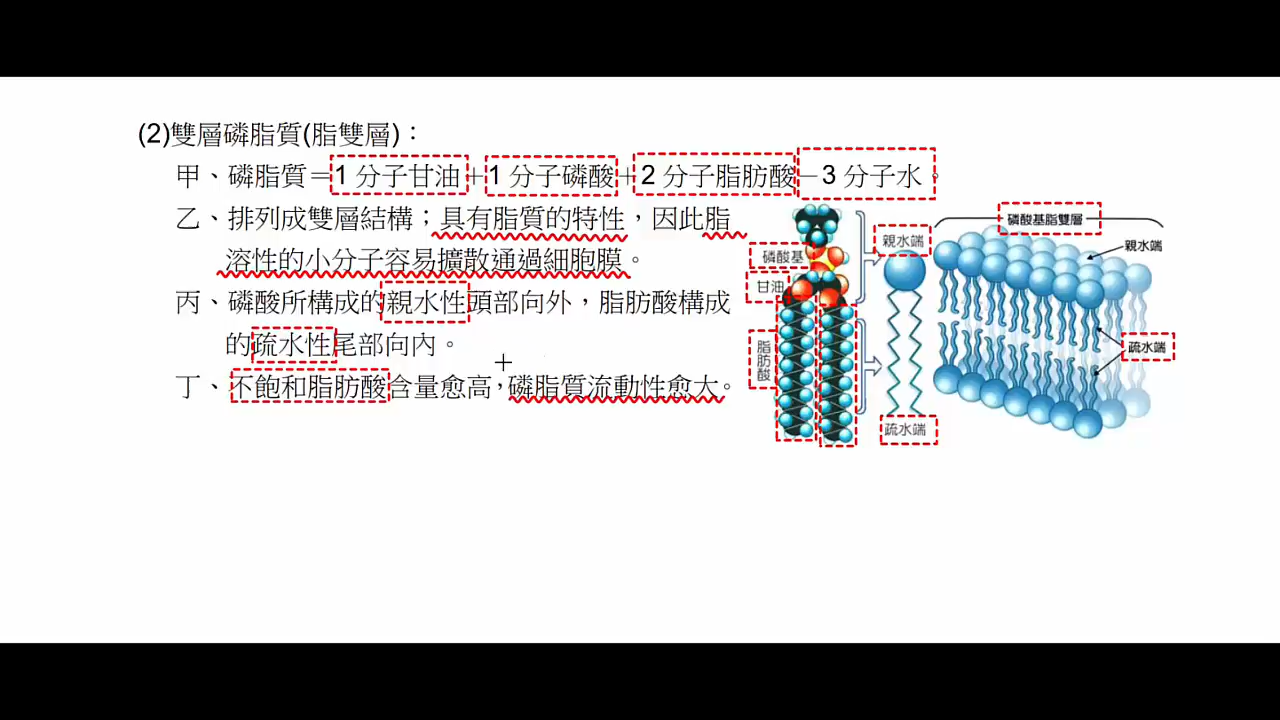 (2)雙層磷脂質(脂雙層)：
甲、磷脂質＝1 分子甘油+1 分子磷酸+2 分子脂肪酸－3 分子水。
乙、排列成雙層結構；具有脂質的特性，因此脂
溶性的小分子容易擴散通過細胞膜。
丙、磷酸所構成的親水性頭部向外，脂肪酸構成
的疏水性尾部向內。
丁、不飽和脂肪酸含量愈高，磷脂質流動性愈大。
磷酸基
甘油
脂肪酸
親水端
疏水端
磷酸基脂雙層
親水端
疏水端